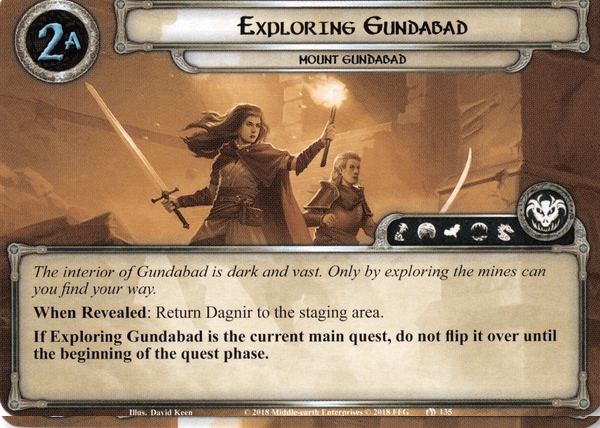 2A
EXPLORING GUNDABAD
MOUNT GUNDABAD
The interior of Gundabad is dark and vast. Only by exploring the mines can
you find your way.
When Revealed: Return Dagnir to the staging area.
If Exploring Gundabad is the current main quest, do not flip it over until
the beginning of the quest phase.
Illus. David Keen © 2018 Middle-earth Enterprises © 2018 FFG 135